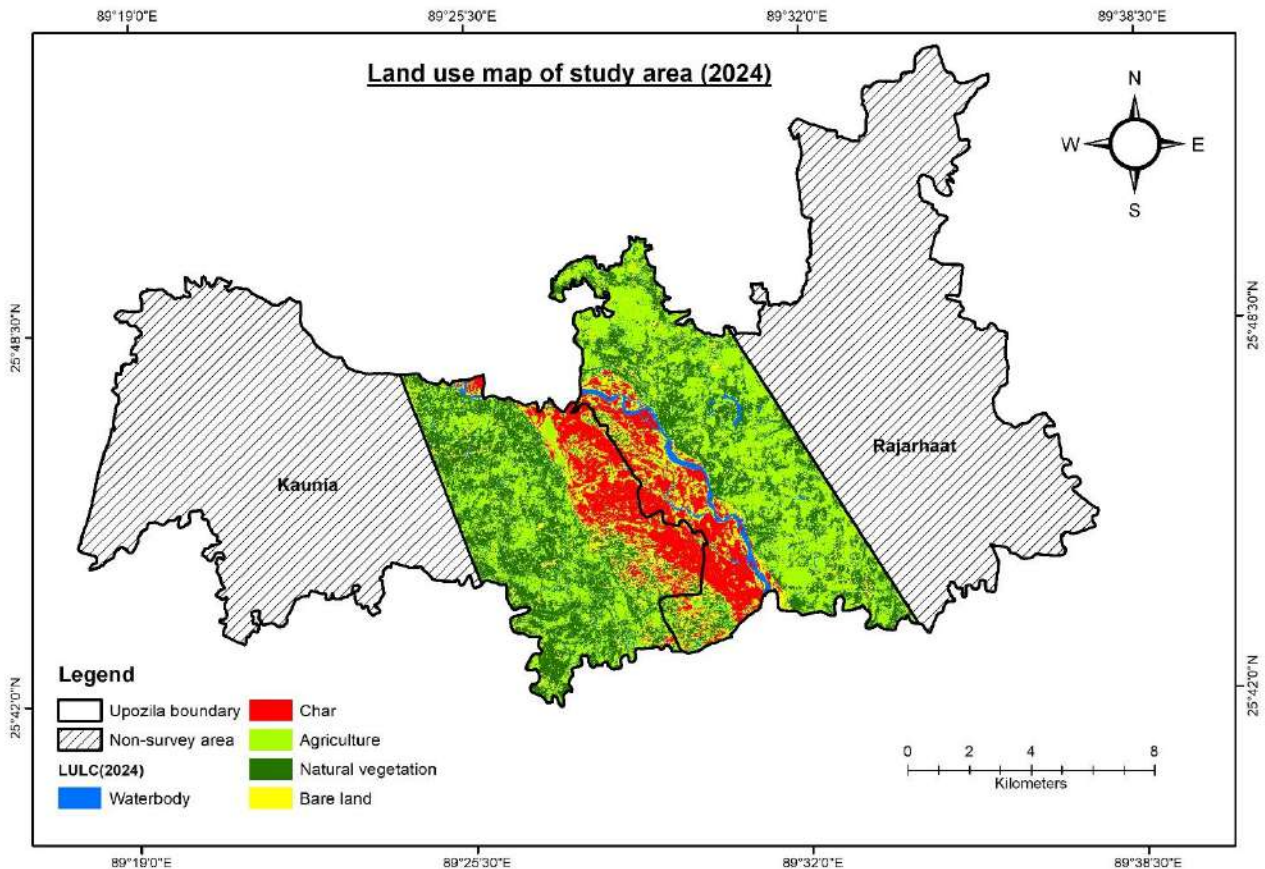 89°19'0"E 89°25'30"E 89°32'0"E 89°38'30"E
Land use map of study area (2024)
N
W E
S
25°48'30"N 25°48'30"N
Rajarhaat
Kaunia
25°42'0"N 25°42'0"N
Legend
Upozila boundary
Non-survey area
LULC(2024)
Waterbody
Char
Agriculture
Natural vegetation
Bare land
0 2 4 6 8
Kilometers
89°19'0"E 89°25'30"E 89°32'0"E 89°38'30"E